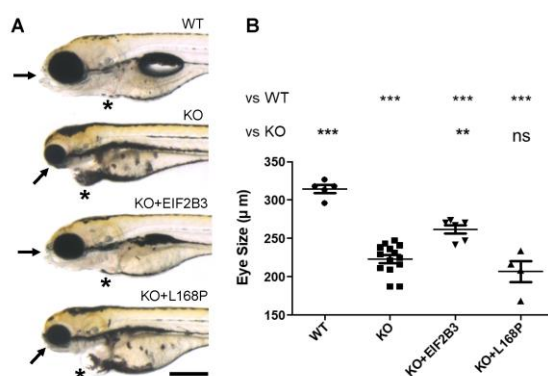 A
WT
KO
KO+EIF2B3
KO+L168P
*
*
*
*
B
vs WT *** *** ***
vs KO *** ** ns
Eye Size (μ m)
350
300
250
200
150
WT KO KO+EIF2B3 KO+L168P